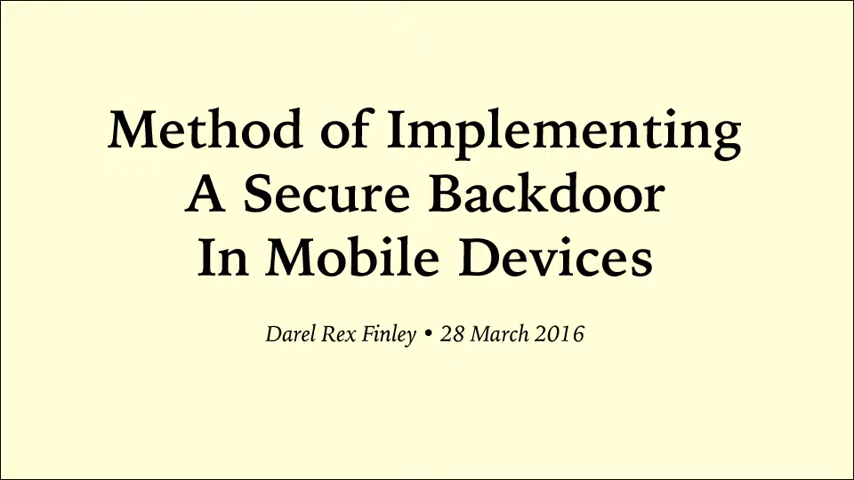 Method of Implementing
A Secure Backdoor
In Mobile Devices
Darel Rex Finley • 28 March 2016